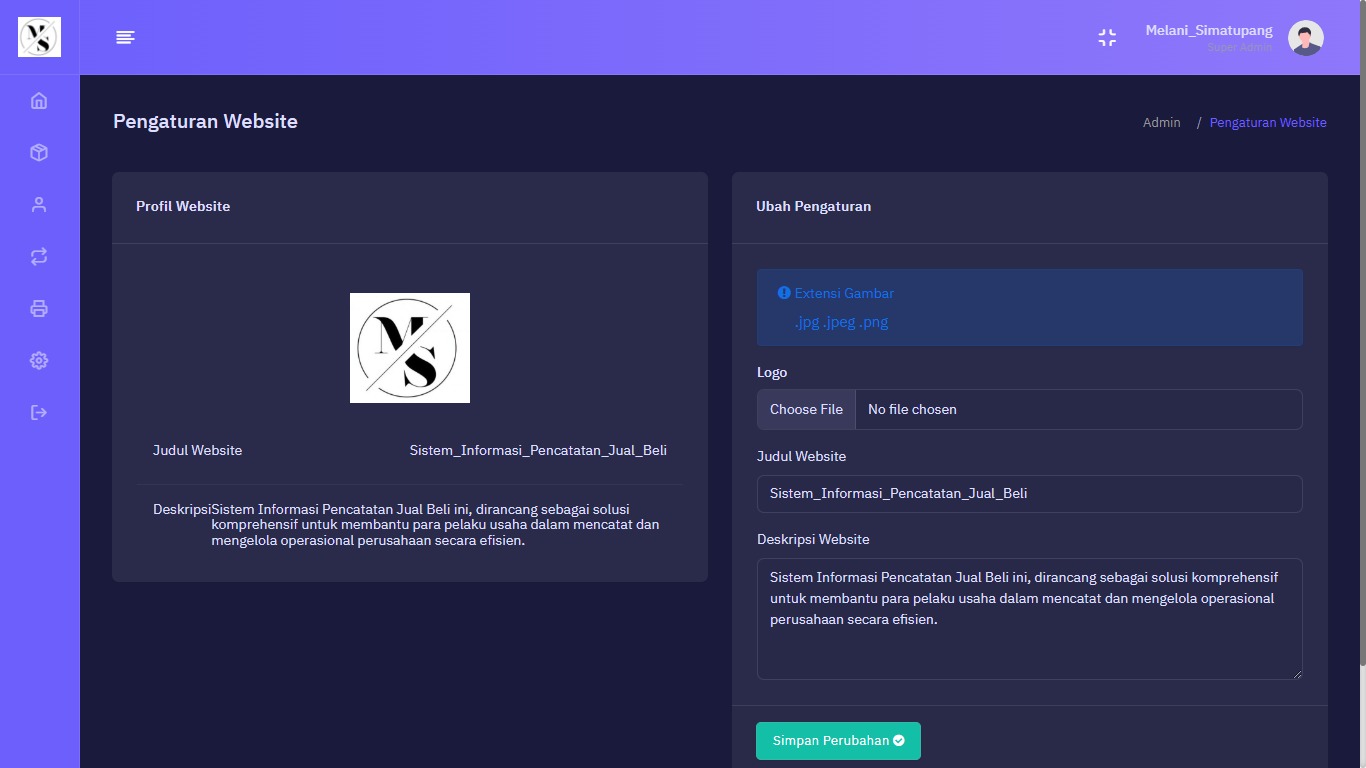 MS
Melani_Simatupang
Super Admin
Pengaturan Website
Admin / Pengaturan Website
Profil Website
MS
Judul Website Sistem_Informasi_Pencatatan_Jual_Beli
Deskripsi Sistem Informasi Pencatatan Jual Beli ini, dirancang sebagai solusi
komprehensif untuk membantu para pelaku usaha dalam mencatat dan
mengelola operasional perusahaan secara efisien.
Ubah Pengaturan
Extensi Gambar
.jpg .jpeg .png
Logo
Choose File No file chosen
Judul Website
Sistem_Informasi_Pencatatan_Jual_Beli
Deskripsi Website
Sistem Informasi Pencatatan Jual Beli ini, dirancang sebagai solusi komprehensif
untuk membantu para pelaku usaha dalam mencatat dan mengelola operasional
perusahaan secara efisien.
Simpan Perubahan